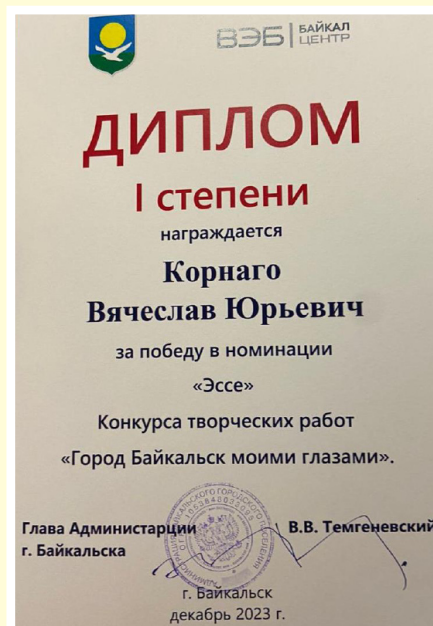 ВЭБ | БАЙКАЛ
ЦЕНТР
ДИПЛОМ
I степени
награждается
Корнаго
Вячеслав Юрьевич
за победу в номинации
«Эссе»
Конкурса творческих работ
«Город Байкальск моими глазами».
Глава Администарции В.В. Темгеневский
г. Байкальска
г. Байкальск
декабрь 2023 г.